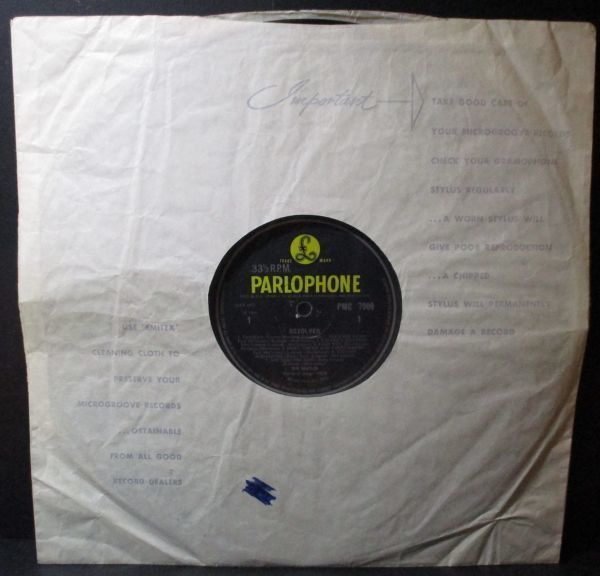 Important
TAKE GOOD CARE OF
YOUR MICROGROOVE RECORDS
CHECK YOUR GRAMOPHONE
STYLUS REGULARLY
...A WORN STYLUS WILL
GIVE POOR REPRODUCTION
...A CHIPPED
STYLUS WILL PERMANENTLY
DAMAGE A RECORD
£
TRADE MARK
33⅓ R.P.M.
PARLOPHONE
PMC 7009
1 1
REVOLVER
THE BEATLES
USE "EMITEX"
CLEANING CLOTH TO
PRESERVE YOUR
MICROGROOVE RECORDS
...OBTAINABLE
FROM ALL GOOD
RECORD DEALERS